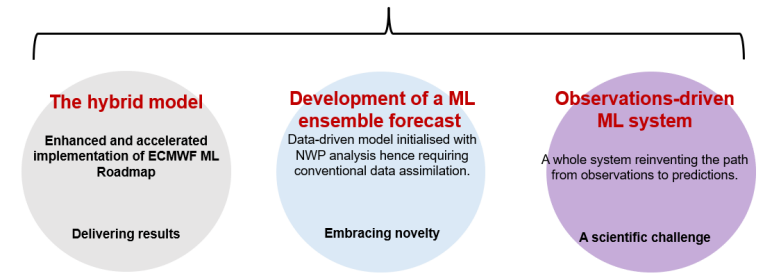 The hybrid model
Enhanced and accelerated
implementation of ECMWF ML
Roadmap
Delivering results
Development of a ML
ensemble forecast
Data-driven model initialised with
NWP analysis hence requiring
conventional data assimilation.
Embracing novelty
Observations-driven
ML system
A whole system reinventing the path
from observations to predictions.
A scientific challenge